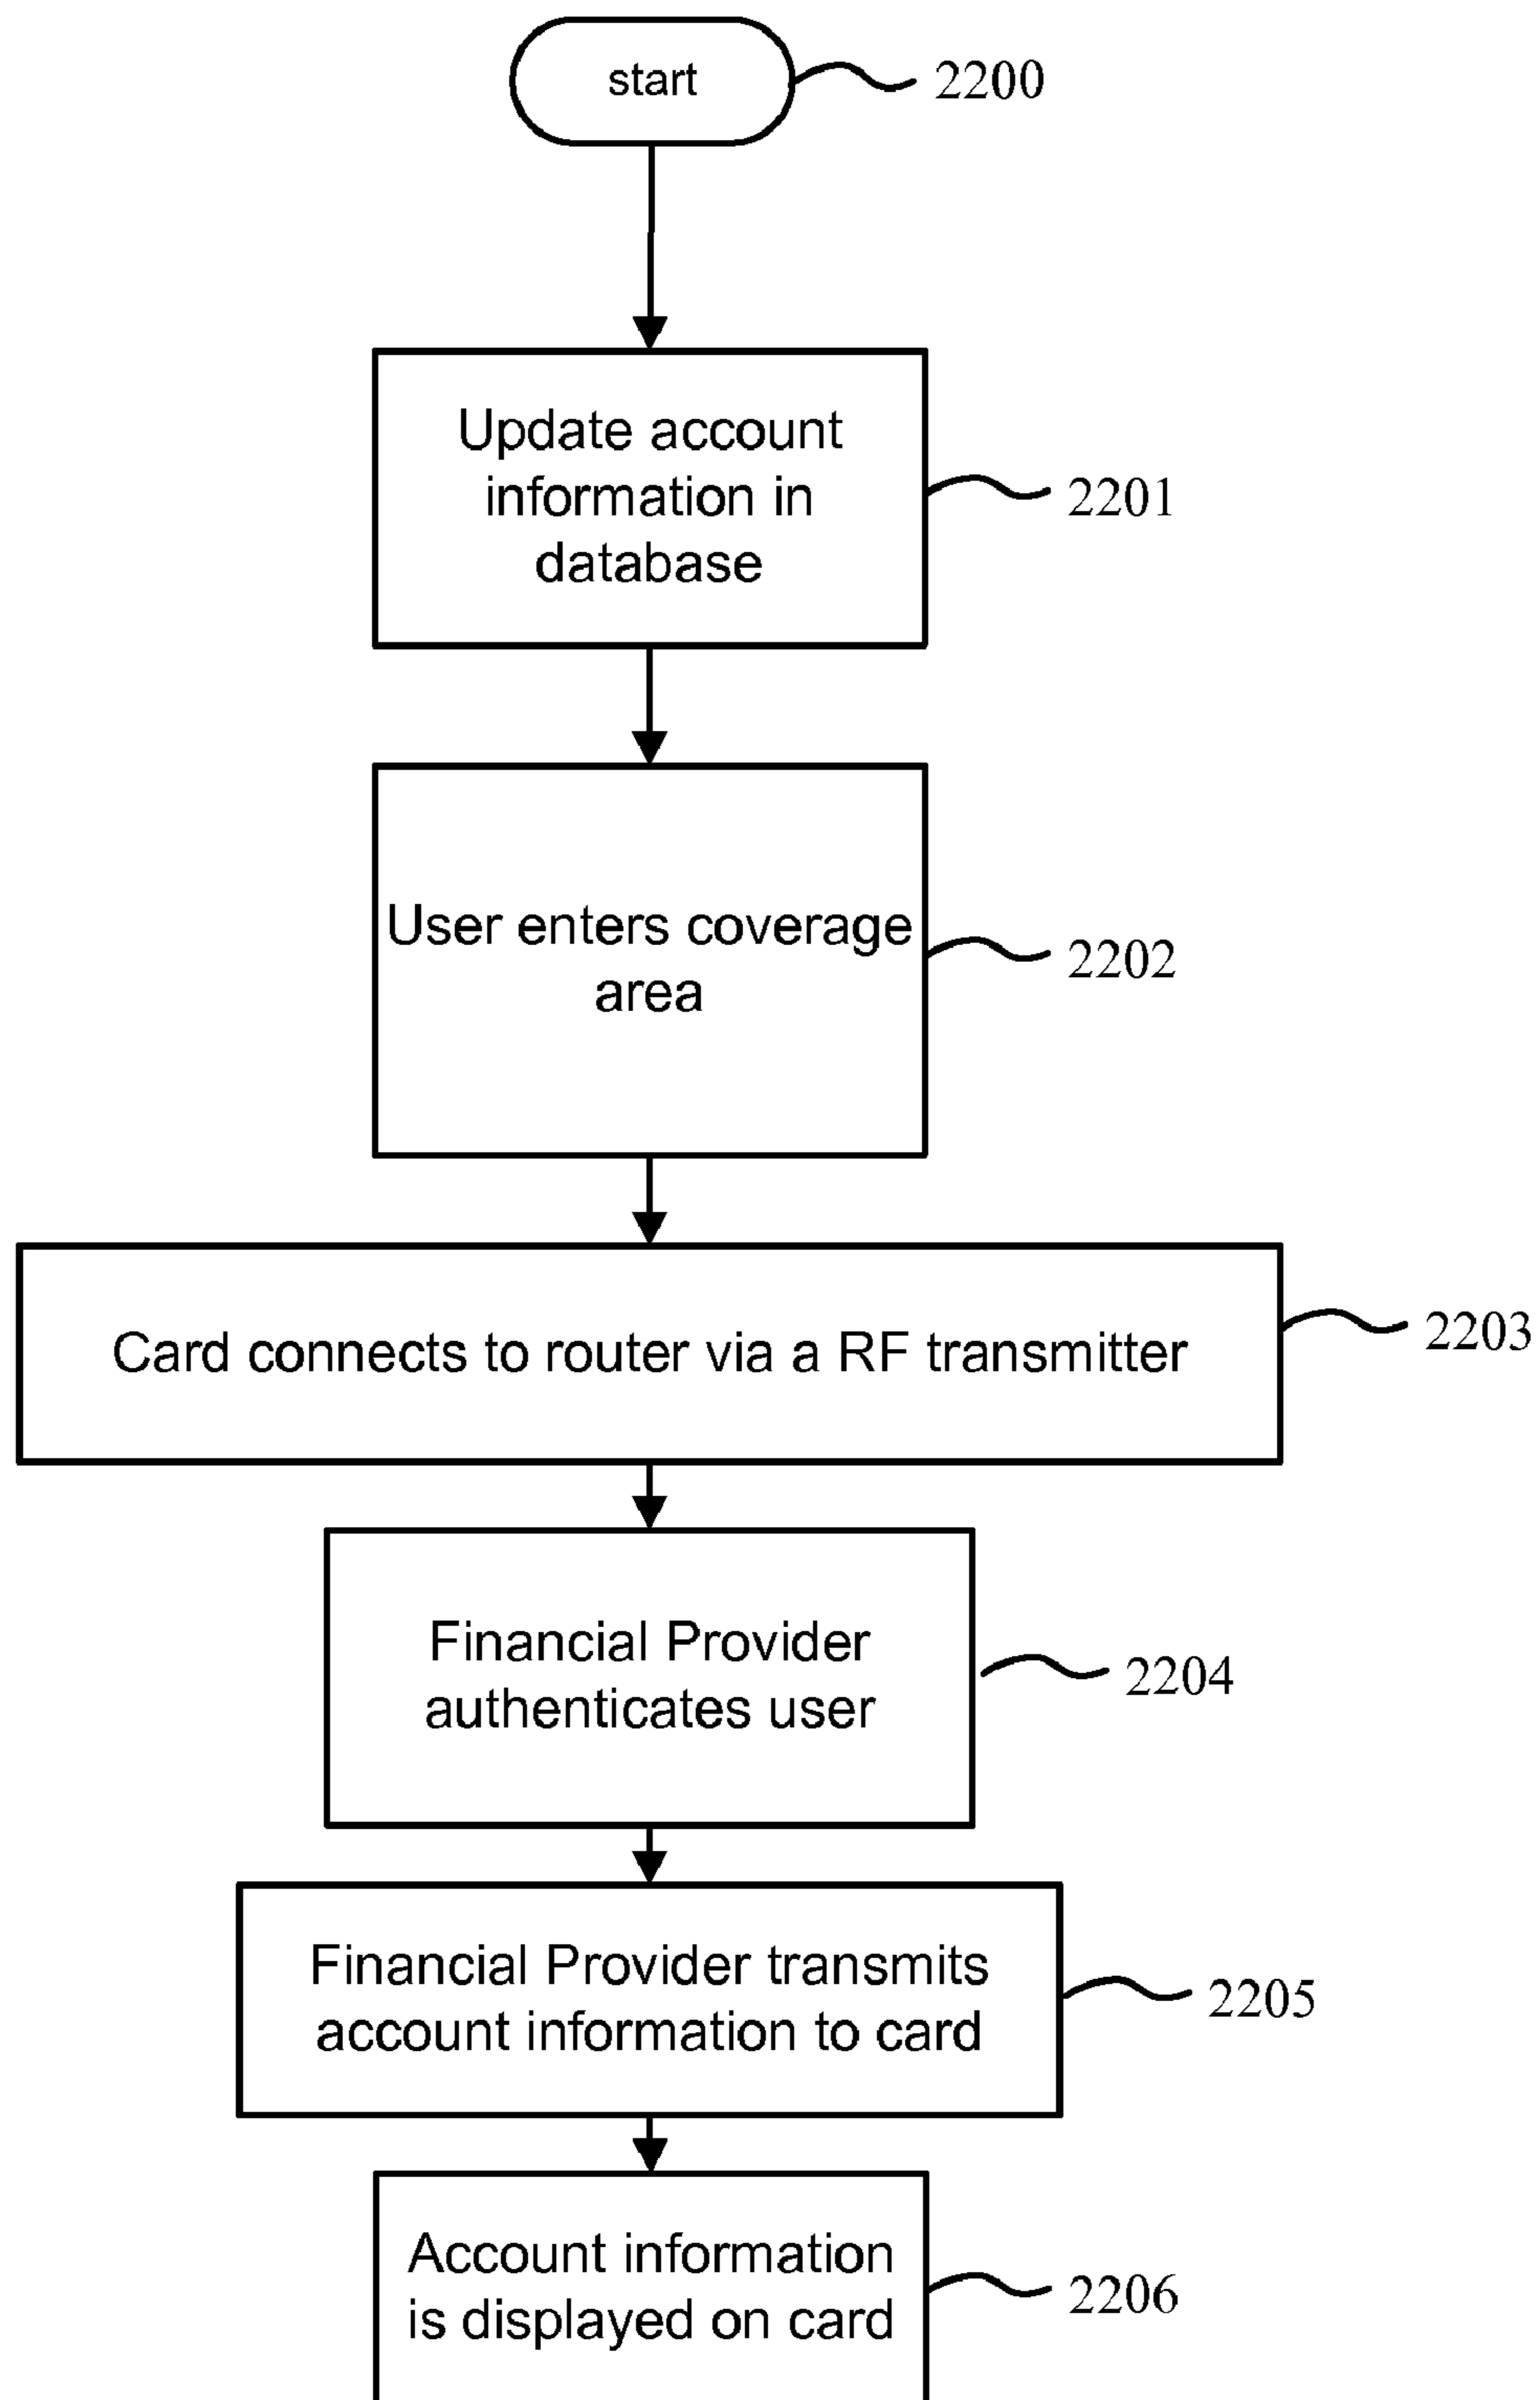 start
2200
Update account
information in
database
2201
User enters coverage
area
2202
Card connects to router via a RF transmitter
2203
Financial Provider
authenticates user
2204
Financial Provider transmits
account information to card
2205
Account information
is displayed on card
2206